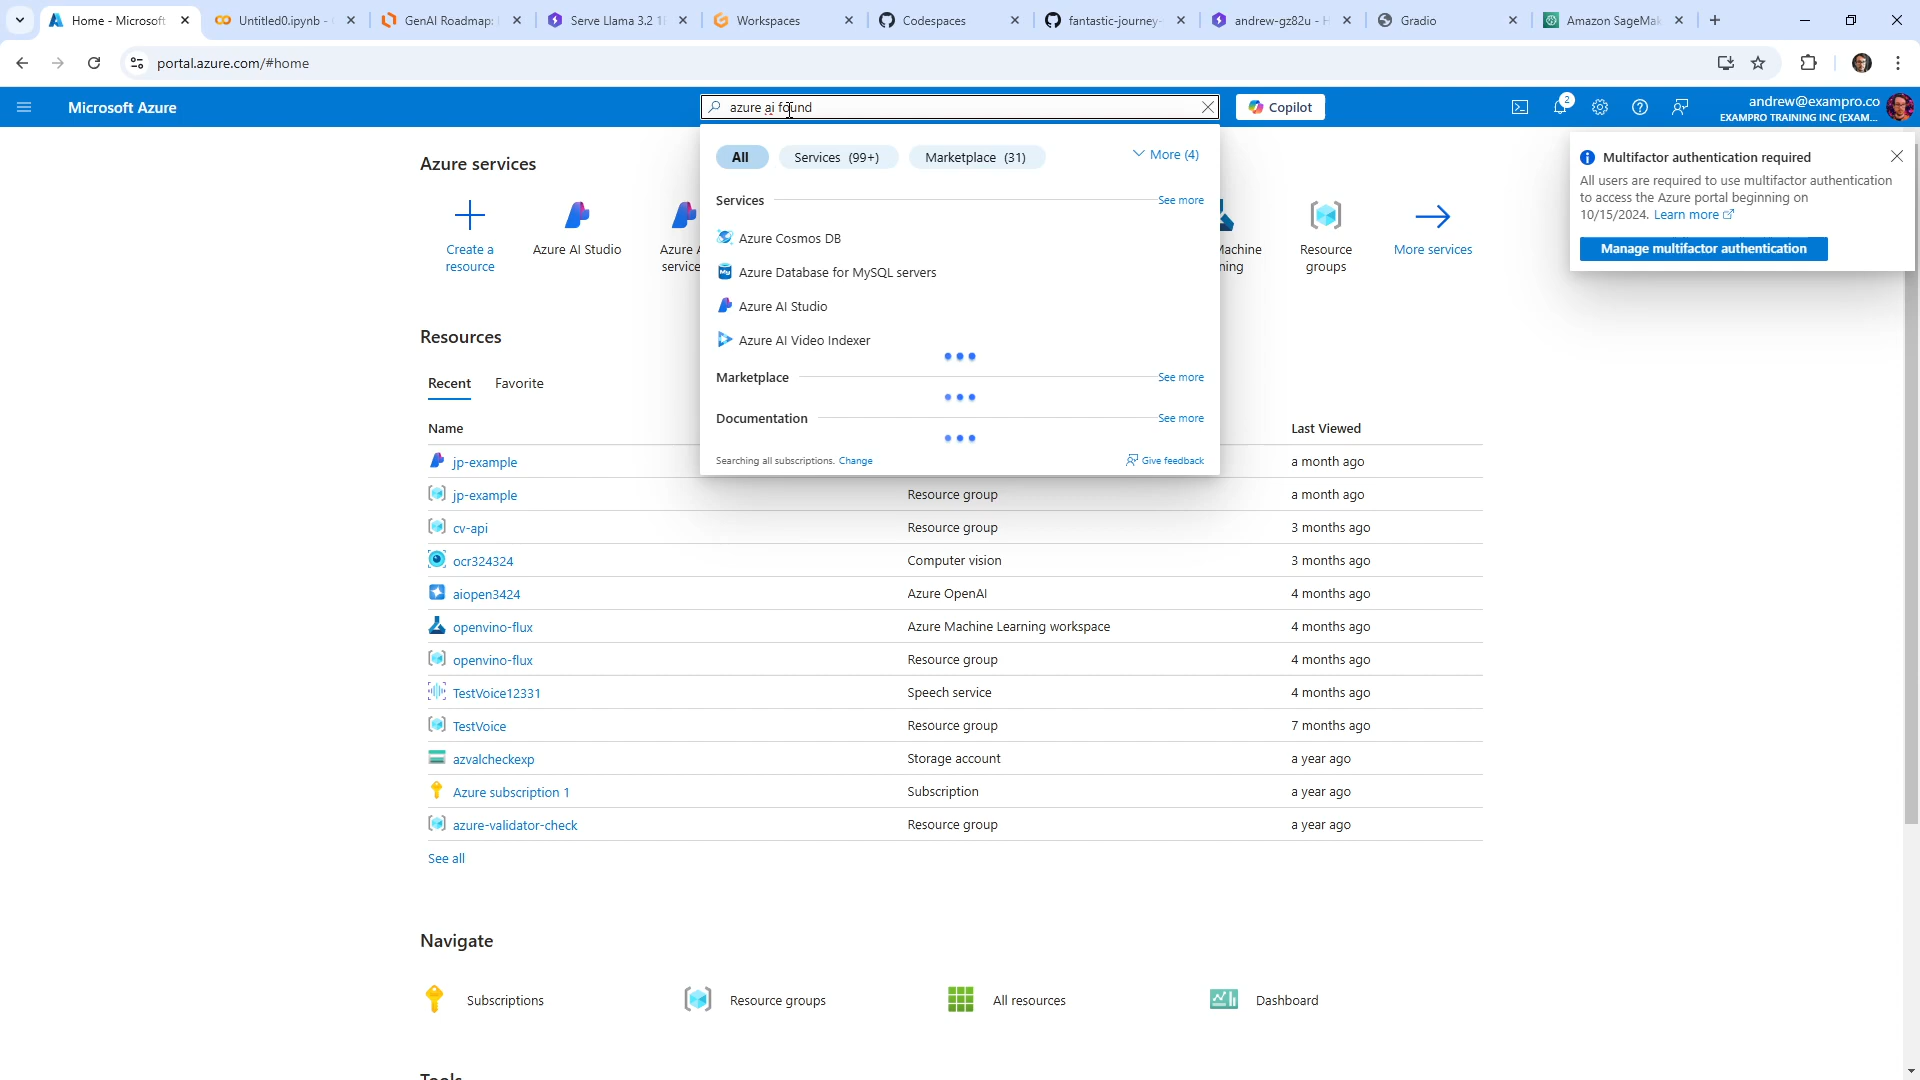 Home - Microsoft
Untitled0.ipynb -
GenAI Roadmap:
Serve Llama 3.2 1
Workspaces
Codespaces
fantastic-journey-
andrew-gz82u - H
Gradio
Amazon SageMak
portal.azure.com/#home
Microsoft Azure
azure ai found
Copilot
2
andrew@exampro.co
EXAMPRO TRAINING INC (EXAM...
All
Services (99+)
Marketplace (31)
More (4)
Services
See more
Azure Cosmos DB
Azure Database for MySQL servers
Azure AI Studio
Azure AI Video Indexer
Marketplace
See more
Documentation
See more
Searching all subscriptions. Change
Give feedback
Multifactor authentication required
All users are required to use multifactor authentication
to access the Azure portal beginning on
10/15/2024. Learn more
Manage multifactor authentication
Azure services
Create a
resource
Azure AI Studio
Azure A
service
Machine
ning
Resource
groups
More services
Resources
Recent
Favorite
Name
Last Viewed
jp-example
a month ago
jp-example
Resource group
a month ago
cv-api
Resource group
3 months ago
ocr324324
Computer vision
3 months ago
aiopen3424
Azure OpenAI
4 months ago
openvino-flux
Azure Machine Learning workspace
4 months ago
openvino-flux
Resource group
4 months ago
TestVoice12331
Speech service
4 months ago
TestVoice
Resource group
7 months ago
azvalcheckexp
Storage account
a year ago
Azure subscription 1
Subscription
a year ago
azure-validator-check
Resource group
a year ago
See all
Navigate
Subscriptions
Resource groups
All resources
Dashboard
Tools